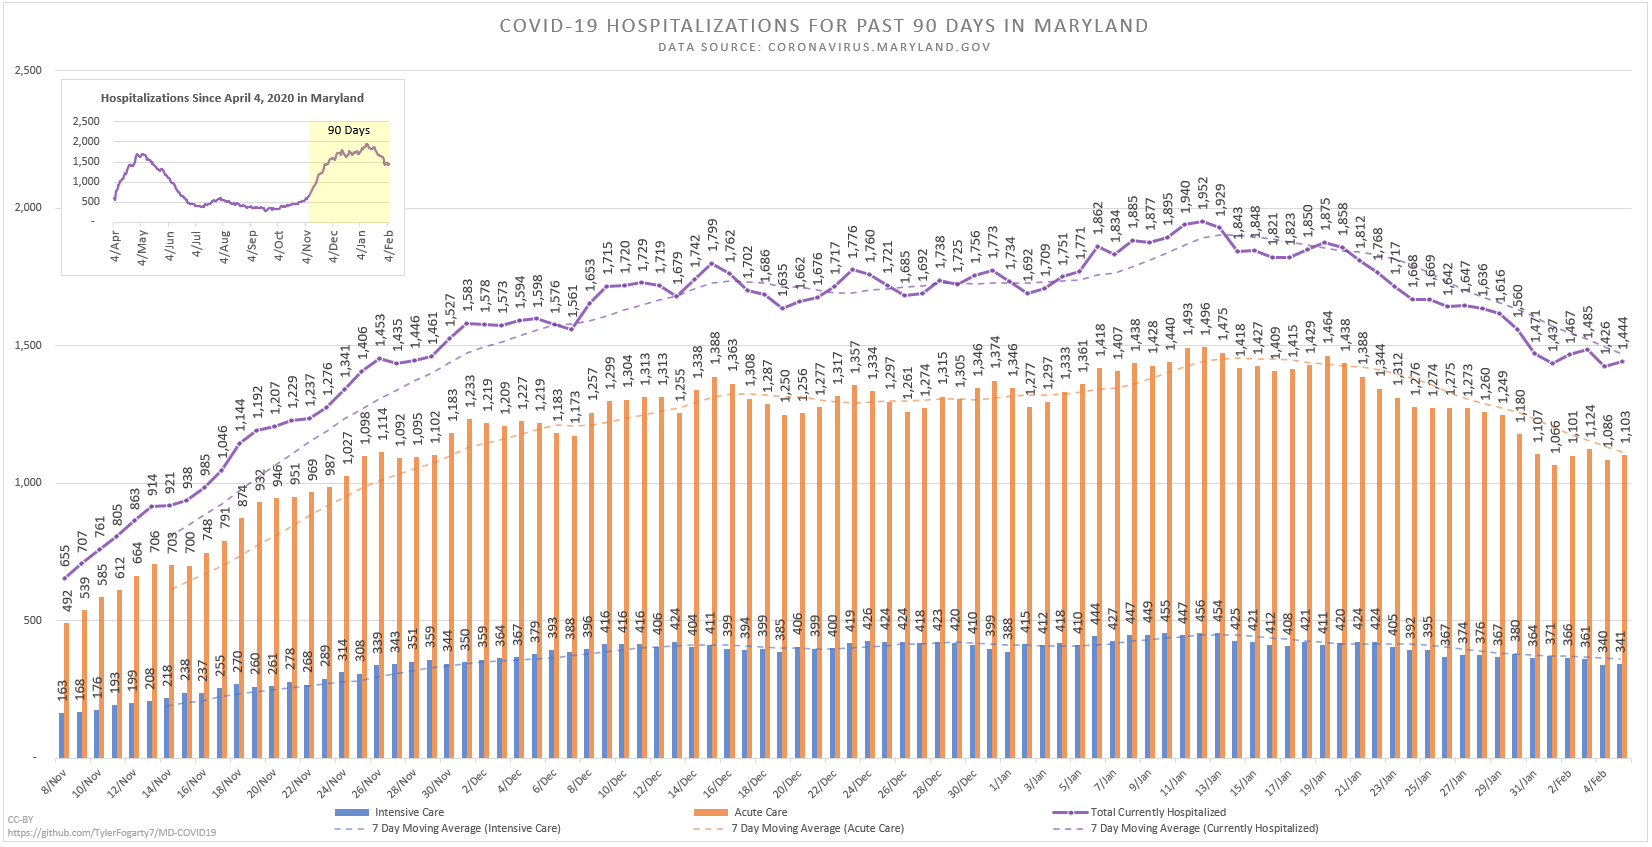 COVID-19 HOSPITALIZATIONS FOR PAST 90 DAYS IN MARYLAND
DATA SOURCE: CORONAVIRUS.MARYLAND.GOV
2,500
2,000
1,500
1,000
500
-
Hospitalizations Since April 4, 2020 in Maryland
90 Days
2,500
2,000
1,500
1,000
500
-
4/Apr 4/May 4/Jun 4/Jul 4/Aug 4/Sep 4/Oct 4/Nov 4/Dec 4/Jan 4/Feb
655 707 761 805 863 914 921 938 985 1,046 1,144 1,192 1,207 1,229 1,237 1,276 1,341 1,406 1,453 1,435 1,446 1,461 1,527 1,583 1,578 1,573 1,594 1,598 1,576 1,561 1,653 1,715 1,720 1,729 1,719 1,679 1,742 1,799 1,762 1,702 1,686 1,635 1,662 1,676 1,717 1,776 1,760 1,721 1,685 1,692 1,738 1,725 1,756 1,773 1,734 1,692 1,709 1,751 1,771 1,862 1,834 1,885 1,877 1,895 1,940 1,952 1,929 1,843 1,848 1,821 1,823 1,850 1,875 1,858 1,812 1,768 1,717 1,668 1,669 1,642 1,647 1,636 1,616 1,560 1,471 1,437 1,467 1,485 1,426 1,444
492 539 585 612 664 706 703 700 748 791 874 932 946 951 969 987 1,027 1,098 1,114 1,092 1,095 1,102 1,183 1,233 1,219 1,209 1,227 1,219 1,183 1,173 1,257 1,299 1,304 1,313 1,313 1,255 1,338 1,388 1,363 1,308 1,287 1,250 1,256 1,277 1,317 1,357 1,334 1,297 1,261 1,274 1,315 1,305 1,346 1,374 1,346 1,277 1,297 1,333 1,361 1,418 1,407 1,438 1,428 1,440 1,493 1,496 1,475 1,418 1,427 1,409 1,415 1,429 1,464 1,438 1,388 1,344 1,312 1,276 1,274 1,275 1,273 1,260 1,249 1,180 1,107 1,066 1,101 1,124 1,086 1,103
163 168 176 193 199 208 218 238 237 255 270 260 261 278 268 289 314 308 339 343 351 359 344 350 359 364 367 379 393 388 396 416 416 416 406 424 404 411 399 394 399 385 406 399 400 419 426 424 424 418 423 420 410 399 388 415 412 418 410 444 427 447 449 455 447 456 454 425 421 412 408 421 411 420 424 424 405 392 395 367 374 376 367 380 364 371 366 361 340 341
8/Nov 10/Nov 12/Nov 14/Nov 16/Nov 18/Nov 20/Nov 22/Nov 24/Nov 26/Nov 28/Nov 30/Nov 2/Dec 4/Dec 6/Dec 8/Dec 10/Dec 12/Dec 14/Dec 16/Dec 18/Dec 20/Dec 22/Dec 24/Dec 26/Dec 28/Dec 30/Dec 1/Jan 3/Jan 5/Jan 7/Jan 9/Jan 11/Jan 13/Jan 15/Jan 17/Jan 19/Jan 21/Jan 23/Jan 25/Jan 27/Jan 29/Jan 31/Jan 2/Feb 4/Feb
Intensive Care Acute Care Total Currently Hospitalized
7 Day Moving Average (Intensive Care) 7 Day Moving Average (Acute Care) 7 Day Moving Average (Currently Hospitalized)
CC-BY
https://github.com/TylerFogarty7/MD-COVID19